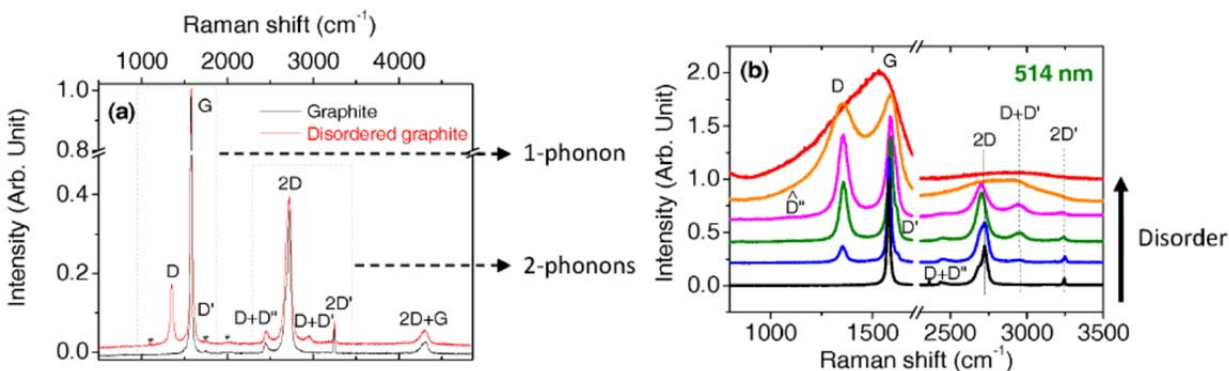 Raman shift (cm⁻¹)
1000 2000 3000 4000
Intensity (Arb. Unit)
1.0
0.8
0.4
0.2
0.0
(a)
G
Graphite
Disordered graphite
1-phonon
2D
D
D'
D+D''
D+D'
2D'
2D+G
2-phonons
(b)
G
514 nm
D
D+D'
2D
2D'
D''
D'
D+D''
Intensity (Arb. Unit)
2.0
1.5
1.0
0.5
0.0
1000 1500 2500 3000 3500
Raman shift (cm⁻¹)
Disorder